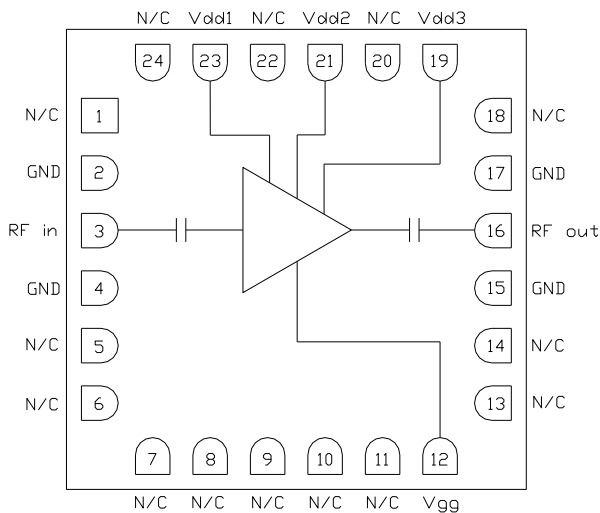 N/C Vdd1 N/C Vdd2 N/C Vdd3
24 23 22 21 20 19
N/C 1 18 N/C
GND 2 17 GND
RF in 3 16 RF out
GND 4 15 GND
N/C 5 14 N/C
N/C 6 13 N/C
7 8 9 10 11 12
N/C N/C N/C N/C N/C Vgg